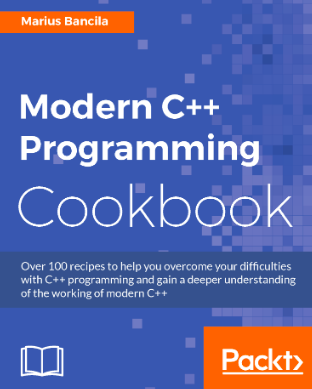 Marius Bancila
Modern C++
Programming
Cookbook
Over 100 recipes to help you overcome your difficulties
with C++ programming and gain a deeper understanding
of the working of modern C++
Packt>